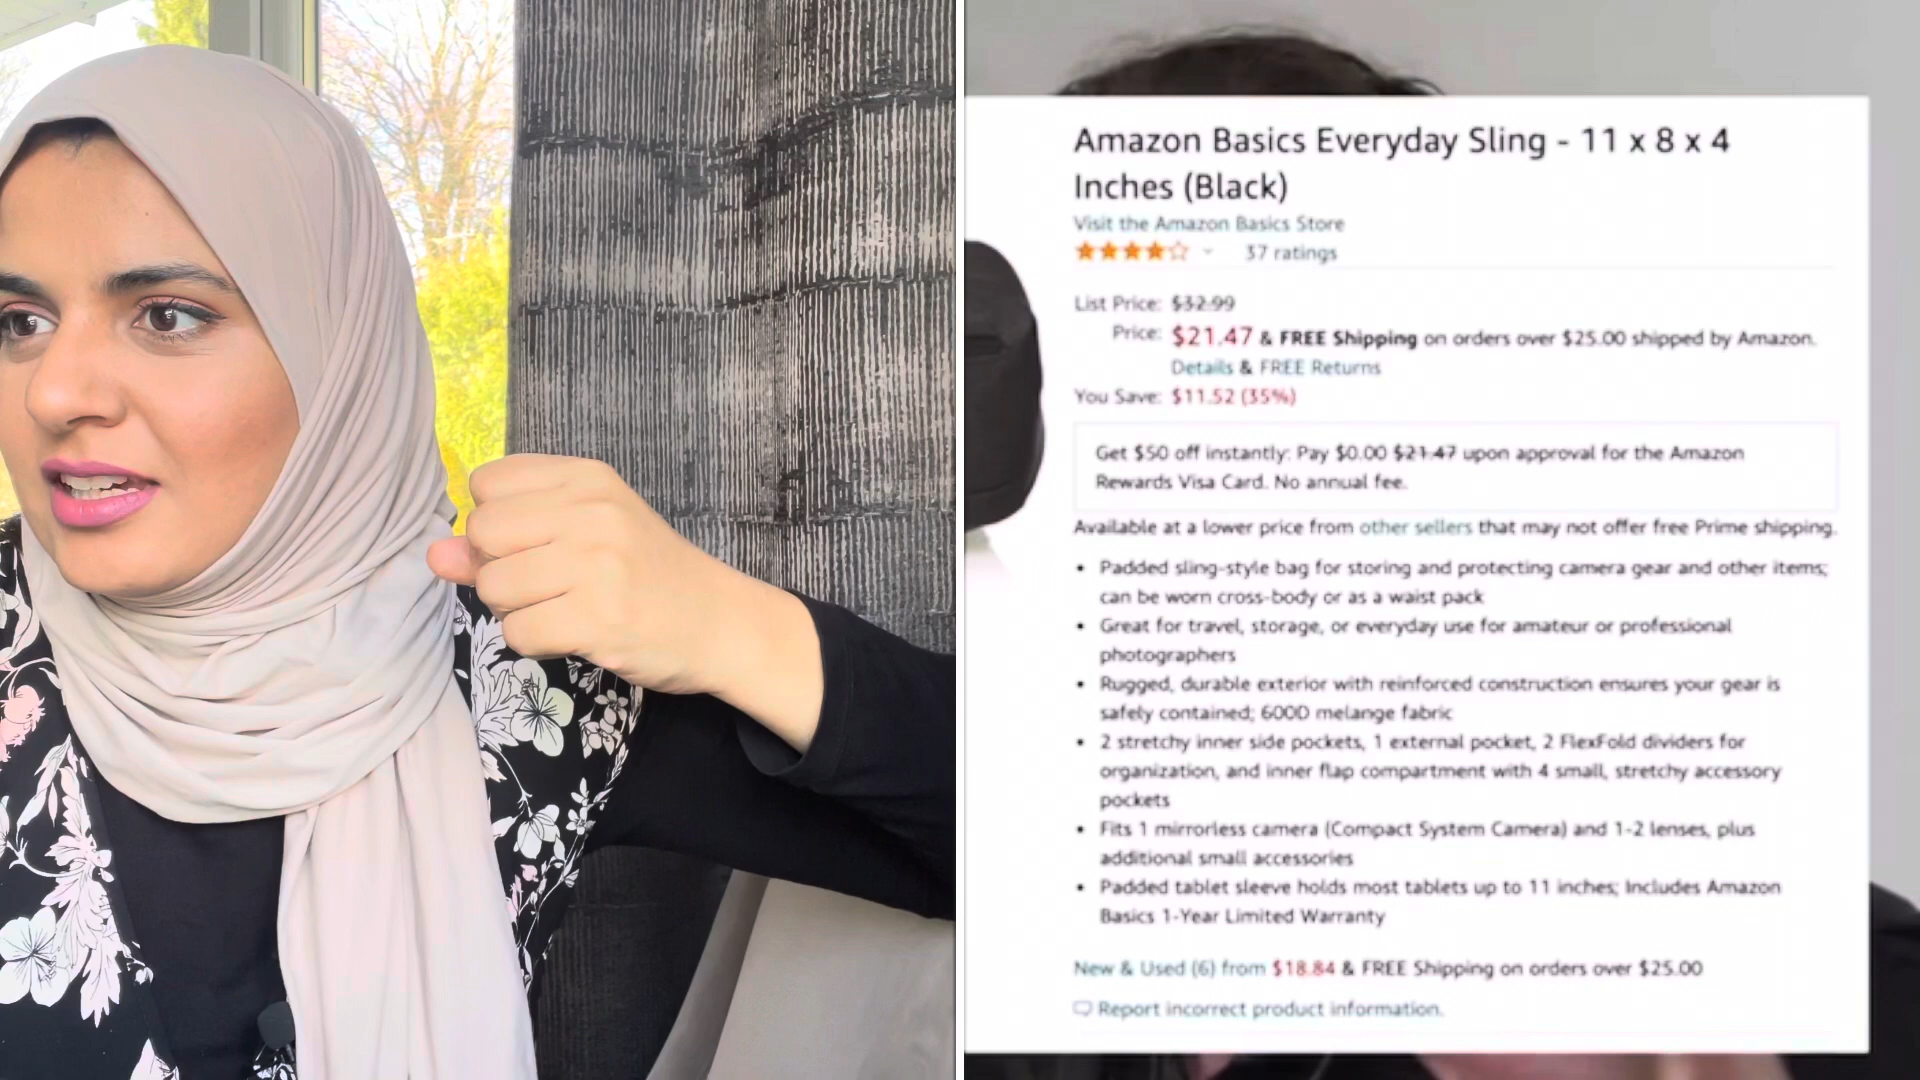 Amazon Basics Everyday Sling - 11 x 8 x 4
Inches (Black)
Visit the Amazon Basics Store
37 ratings
List Price: $32.99
Price: $21.47 & FREE Shipping on orders over $25.00 shipped by Amazon.
Details & FREE Returns
You Save: $11.52 (35%)
Get $50 off instantly: Pay $0.00 $21.47 upon approval for the Amazon
Rewards Visa Card. No annual fee.
Available at a lower price from other sellers that may not offer free Prime shipping.
• Padded sling-style bag for storing and protecting camera gear and other items;
can be worn cross-body or as a waist pack
• Great for travel, storage, or everyday use for amateur or professional
photographers
• Rugged, durable exterior with reinforced construction ensures your gear is
safely contained; 600D melange fabric
• 2 stretchy inner side pockets, 1 external pocket, 2 FlexFold dividers for
organization, and inner flap compartment with 4 small, stretchy accessory
pockets
• Fits 1 mirrorless camera (Compact System Camera) and 1-2 lenses, plus
additional small accessories
• Padded tablet sleeve holds most tablets up to 11 inches; Includes Amazon
Basics 1-Year Limited Warranty
New & Used (6) from $18.84 & FREE Shipping on orders over $25.00
Report incorrect product information.